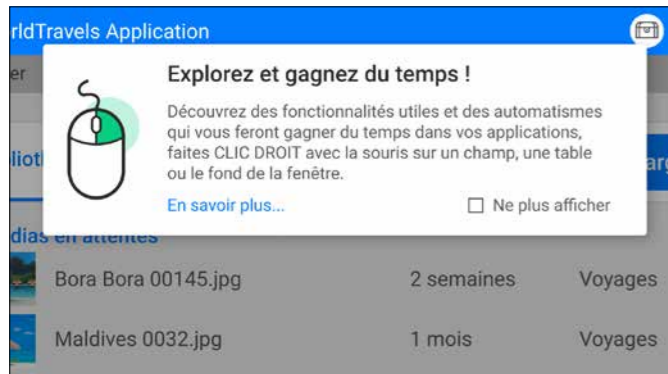 rldTravels Application
er
Explorez et gagnez du temps !
Découvrez des fonctionnalités utiles et des automatismes
qui vous feront gagner du temps dans vos applications,
faites CLIC DROIT avec la souris sur un champ, une table
ou le fond de la fenêtre.
En savoir plus...
Ne plus afficher
Bora Bora 00145.jpg
2 semaines
Voyages
Maldives 0032.jpg
1 mois
Voyages